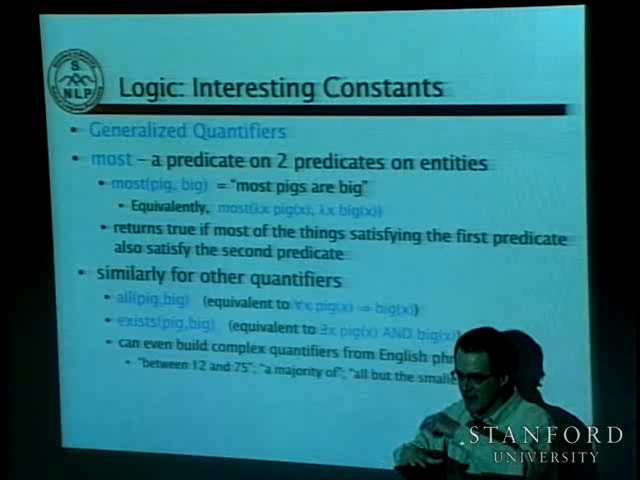 S
NLP
Logic: Interesting Constants
• Generalized Quantifiers
• most – a predicate on 2 predicates on entities
• most(pig, big) = "most pigs are big"
• Equivalently, most(λx pig(x), λx big(x))
• returns true if most of the things satisfying the first predicate
also satisfy the second predicate
• similarly for other quantifiers
• all(pig,big) (equivalent to ∀x pig(x) ⇒ big(x))
• exists(pig,big) (equivalent to ∃x pig(x) AND big(x))
• can even build complex quantifiers from English
• "between 12 and 75"; "a majority of"; "all but the
STANFORD
UNIVERSITY